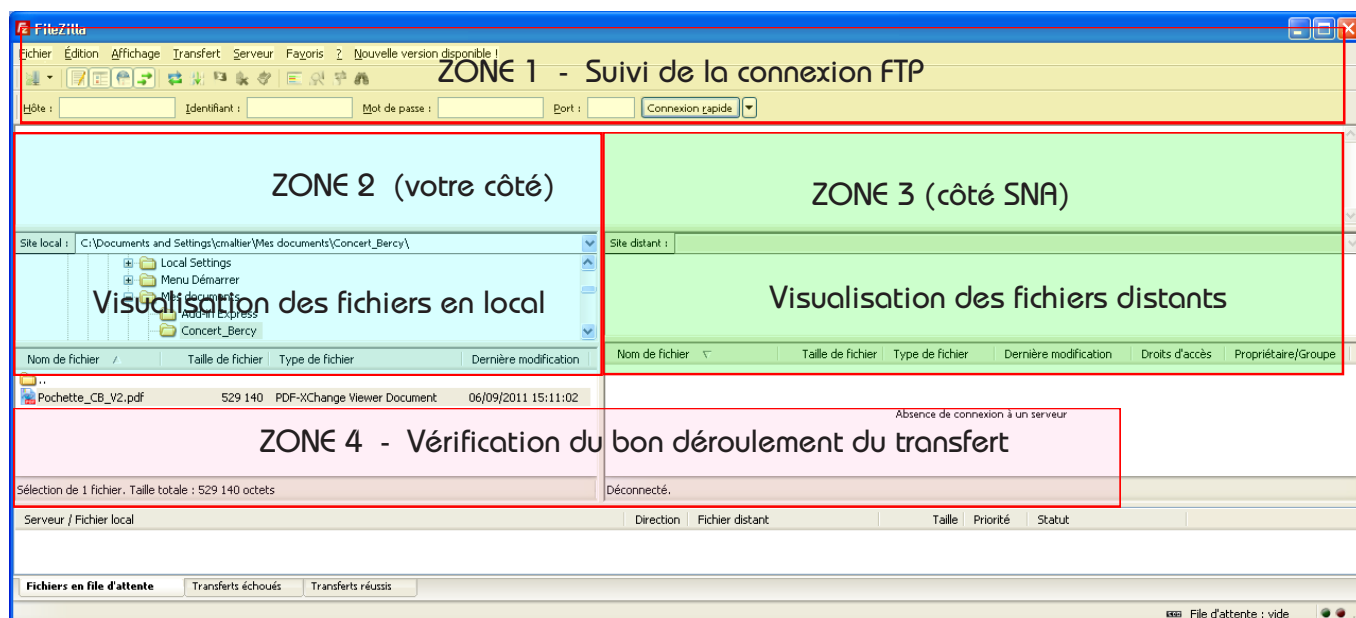 FileZilla
Fichier Édition Affichage Transfert Serveur Favoris ? Nouvelle version disponible !
ZONE 1 - Suivi de la connexion FTP
Hôte : Identifiant : Mot de passe : Port : Connexion rapide
ZONE 2 (votre côté)
ZONE 3 (côté SNA)
Site local : C:\Documents and Settings\cmaltier\Mes documents\Concert_Bercy\
Site distant :
Local Settings
Menu Démarrer
Mes documents
Visualisation des fichiers en local
Visualisation des fichiers distants
Add-in Express
Concert_Bercy
Nom de fichier Taille de fichier Type de fichier Dernière modification
Nom de fichier Taille de fichier Type de fichier Dernière modification Droits d'accès Propriétaire/Groupe
..
Pochette_CB_V2.pdf 529 140 PDF-XChange Viewer Document 06/09/2011 15:11:02
Absence de connexion à un serveur
ZONE 4 - Vérification du bon déroulement du transfert
Sélection de 1 fichier. Taille totale : 529 140 octets
Déconnecté.
Serveur / Fichier local Direction Fichier distant Taille Priorité Statut
Fichiers en file d'attente Transferts échoués Transferts réussis
File d'attente : vide